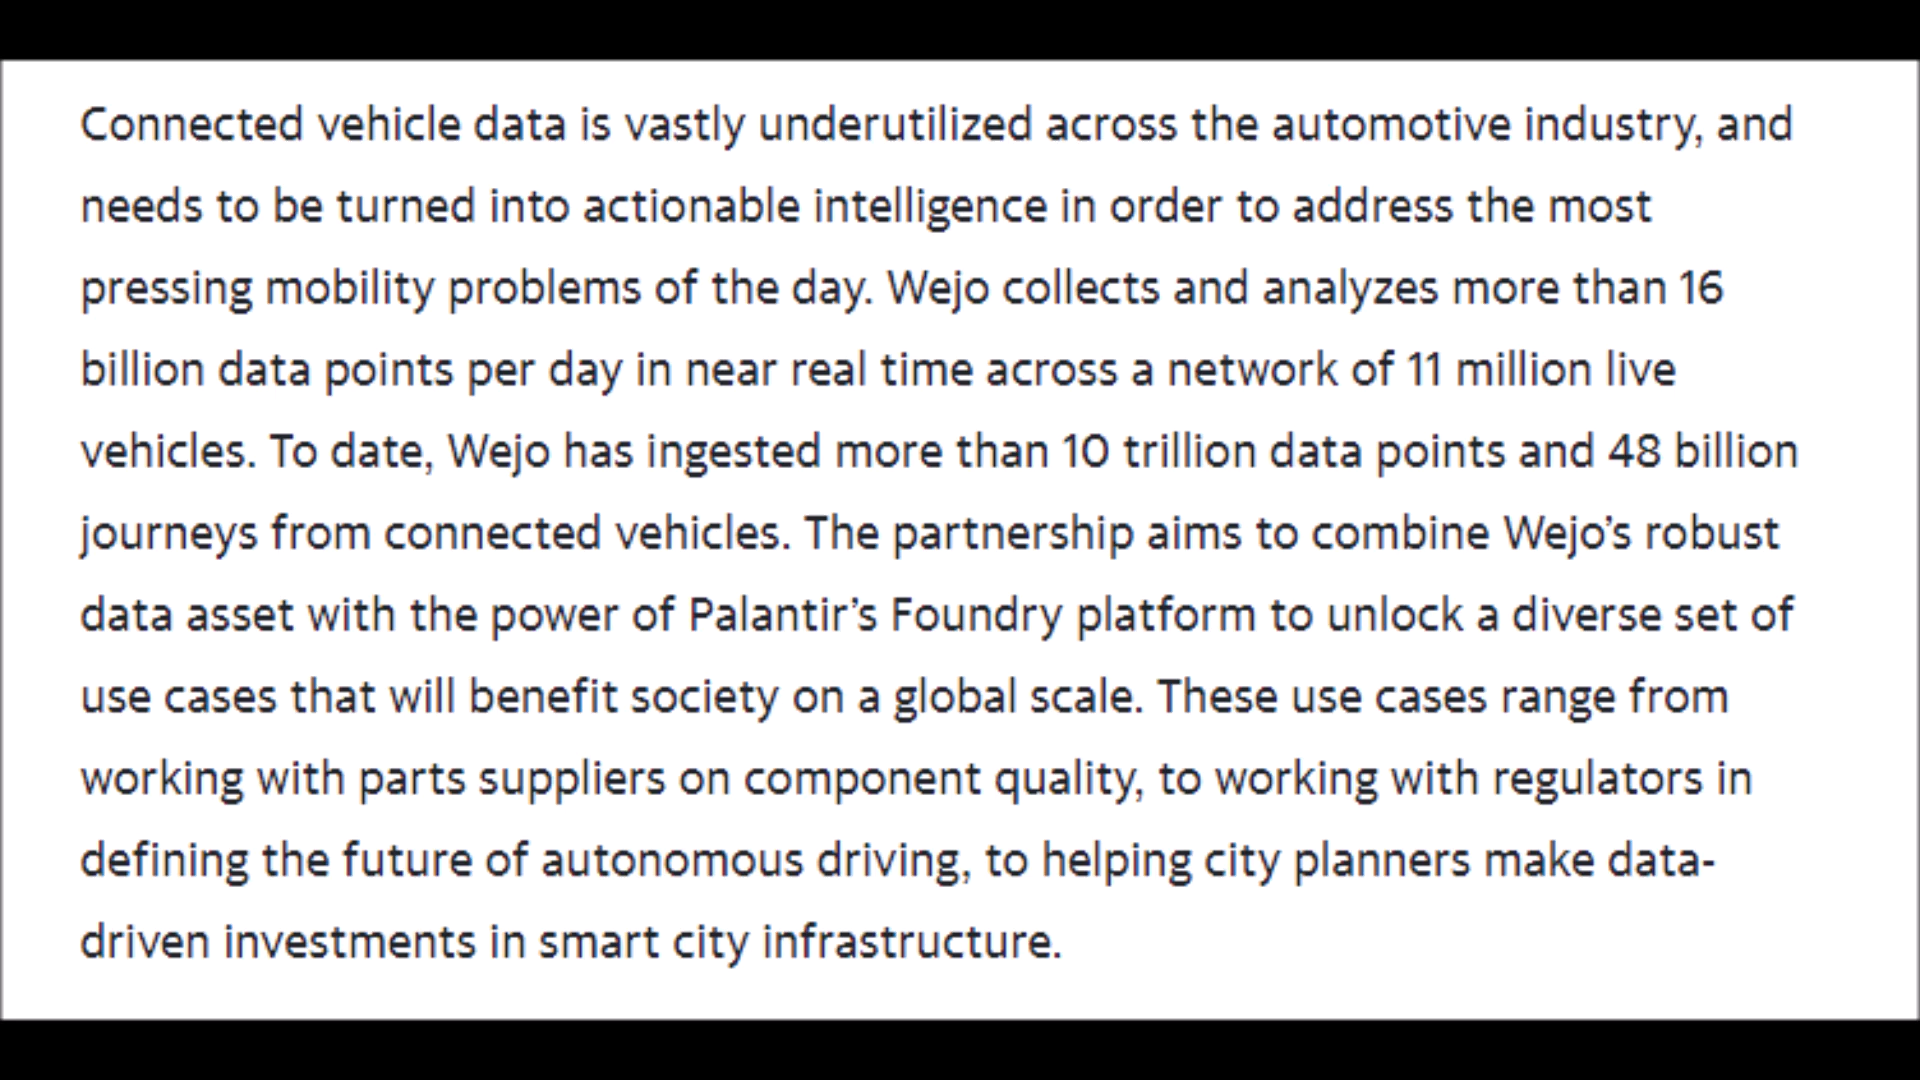 Connected vehicle data is vastly underutilized across the automotive industry, and
needs to be turned into actionable intelligence in order to address the most
pressing mobility problems of the day. Wejo collects and analyzes more than 16
billion data points per day in near real time across a network of 11 million live
vehicles. To date, Wejo has ingested more than 10 trillion data points and 48 billion
journeys from connected vehicles. The partnership aims to combine Wejo’s robust
data asset with the power of Palantir’s Foundry platform to unlock a diverse set of
use cases that will benefit society on a global scale. These use cases range from
working with parts suppliers on component quality, to working with regulators in
defining the future of autonomous driving, to helping city planners make data-
driven investments in smart city infrastructure.